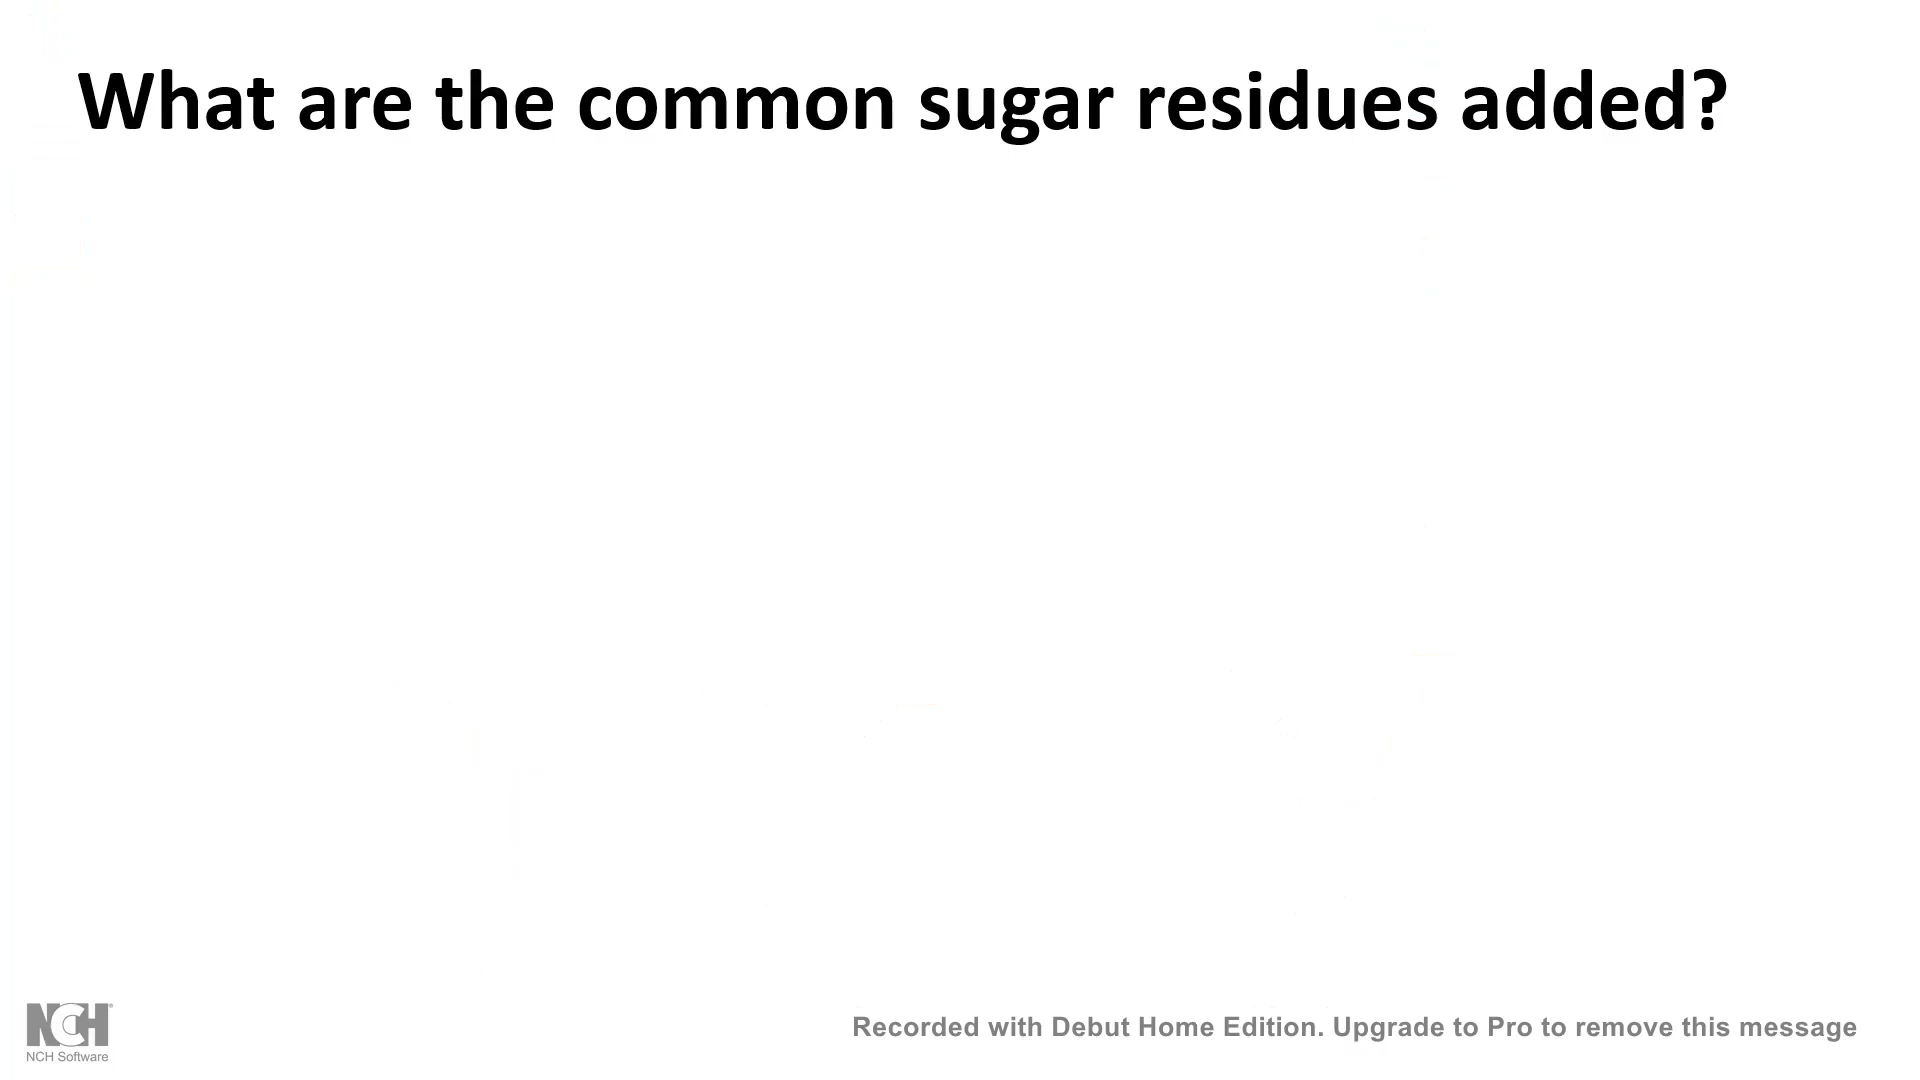 What are the common sugar residues added?
NCH
NCH Software
Recorded with Debut Home Edition. Upgrade to Pro to remove this message